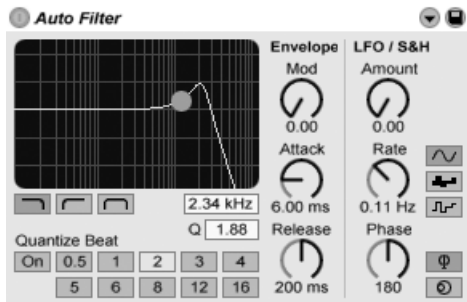 Auto Filter
Envelope LFO / S&H
Mod Amount
0.00 0.00
Attack Rate
6.00 ms 0.11 Hz
2.34 kHz
Q 1.88
Release Phase
200 ms 180
Quantize Beat
On 0.5 1 2 3 4
5 6 8 12 16